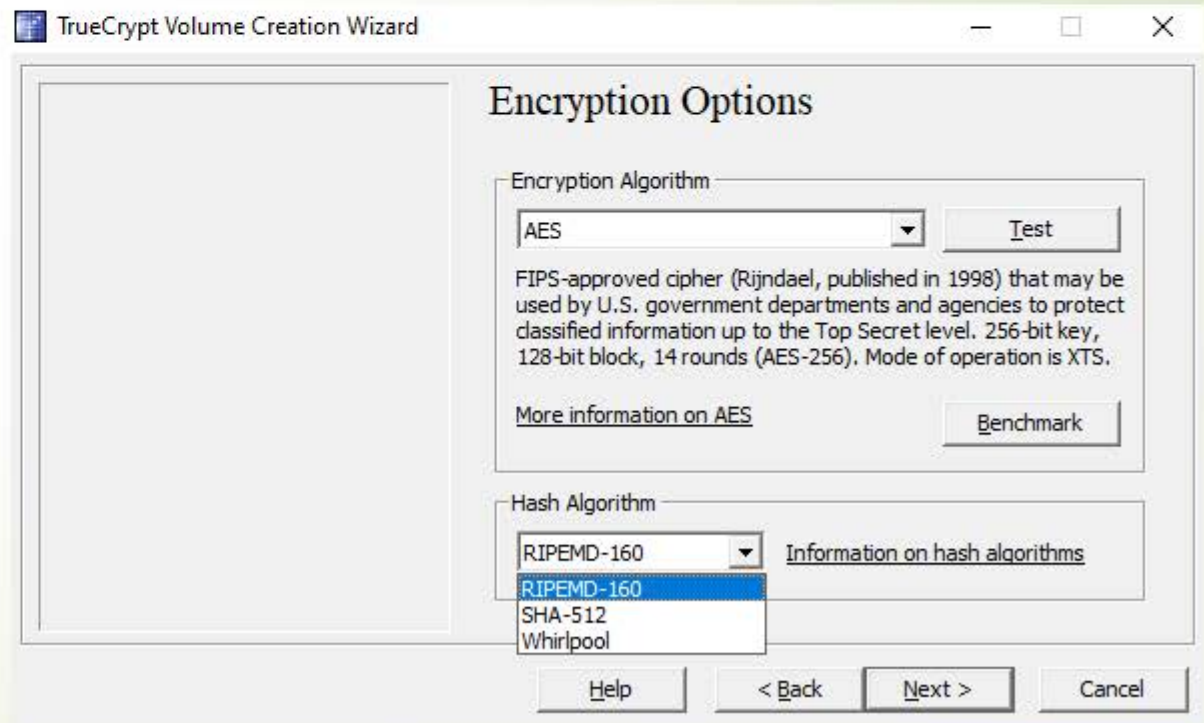 TrueCrypt Volume Creation Wizard
Encryption Options
Encryption Algorithm
AES
Test
FIPS-approved cipher (Rijndael, published in 1998) that may be
used by U.S. government departments and agencies to protect
classified information up to the Top Secret level. 256-bit key,
128-bit block, 14 rounds (AES-256). Mode of operation is XTS.
More information on AES
Benchmark
Hash Algorithm
RIPEMD-160
Information on hash algorithms
RIPEMD-160
SHA-512
Whirlpool
Help
< Back
Next >
Cancel